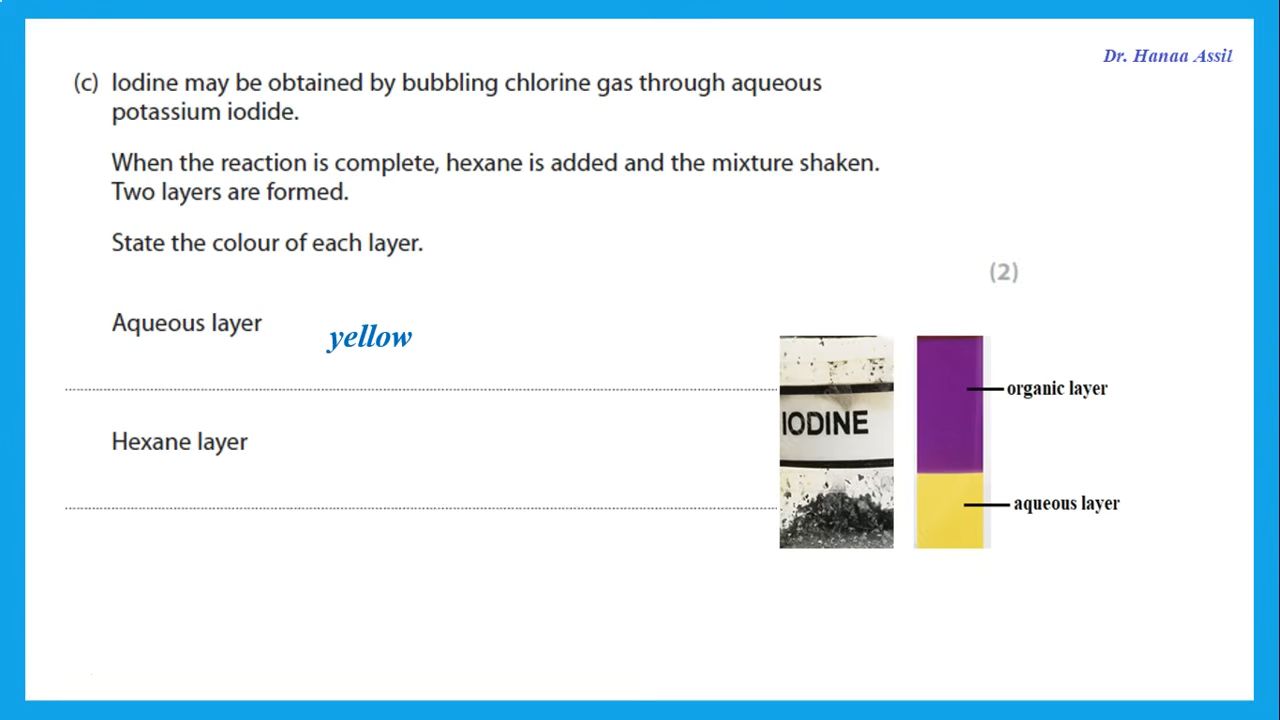 Dr. Hanaa Assil
(c) Iodine may be obtained by bubbling chlorine gas through aqueous
potassium iodide.
When the reaction is complete, hexane is added and the mixture shaken.
Two layers are formed.
State the colour of each layer.
(2)
Aqueous layer
yellow
Hexane layer
IODINE
organic layer
aqueous layer